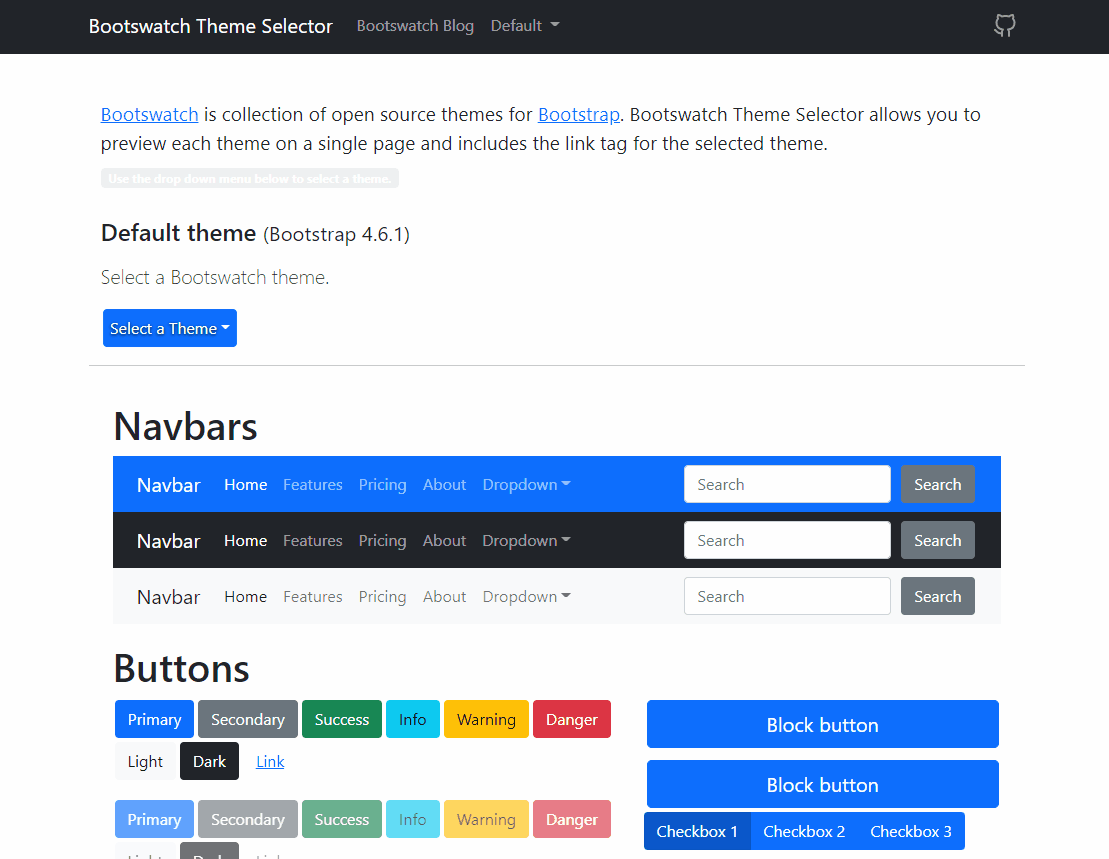 Bootswatch Theme Selector Bootswatch Blog Default
Bootswatch is collection of open source themes for Bootstrap. Bootswatch Theme Selector allows you to
preview each theme on a single page and includes the link tag for the selected theme.
Use the drop down menu below to select a theme.
Default theme (Bootstrap 4.6.1)
Select a Bootswatch theme.
Select a Theme
Navbars
Navbar Home Features Pricing About Dropdown Search Search
Navbar Home Features Pricing About Dropdown Search Search
Navbar Home Features Pricing About Dropdown Search Search
Buttons
Primary Secondary Success Info Warning Danger Block button
Light Dark Link
Block button
Primary Secondary Success Info Warning Danger
Checkbox 1 Checkbox 2 Checkbox 3
Light Dark Link